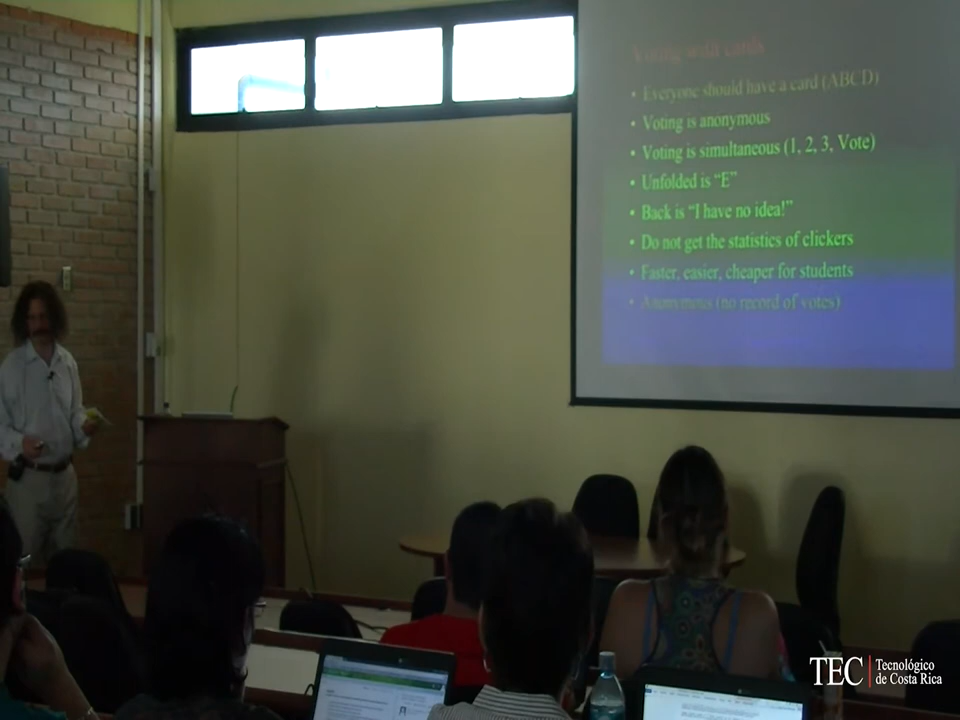 Voting with cards
• Everyone should have a card (ABCD)
• Voting is anonymous
• Voting is simultaneous (1, 2, 3, Vote)
• Unfolded is “E”
• Back is “I have no idea!”
• Do not get the statistics of clickers
• Faster, easier, cheaper for students
• Anonymous (no record of votes)
TEC | Tecnológico
de Costa Rica